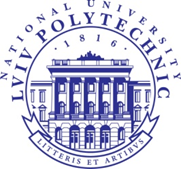 NATIONAL UNIVERSITY
LVIV POLYTECHNIC
·1816·
LITTERIS ET ARTIBVS